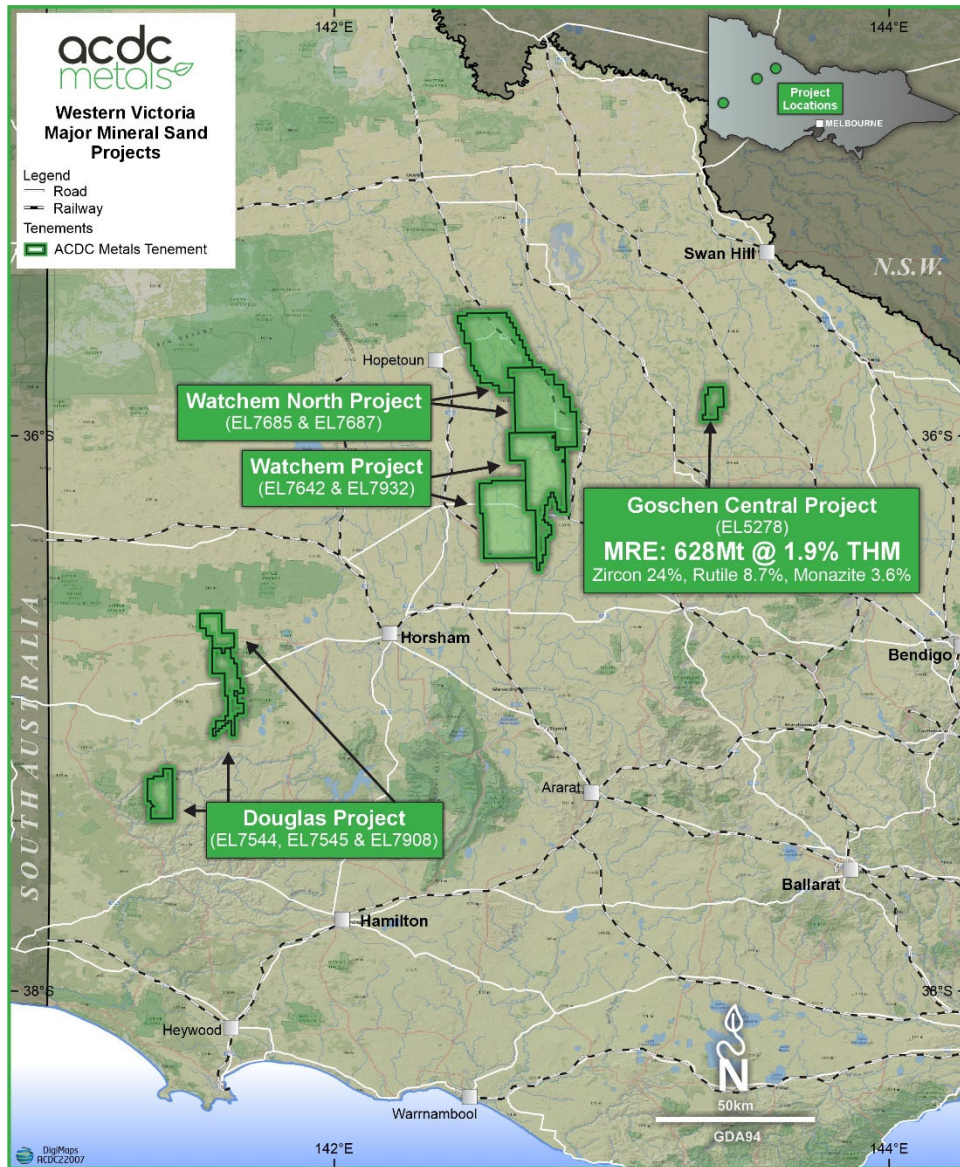 142°E
144°E
acdc
metals
Western Victoria
Major Mineral Sand
Projects
Legend
Road
Railway
Tenements
ACDC Metals Tenement
Project
Locations
MELBOURNE
Swan Hill
N.S.W.
Hopetoun
Watchem North Project
(EL7685 & EL7687)
36°S
36°S
Watchem Project
(EL7642 & EL7932)
Goschen Central Project
(EL5278)
MRE: 628Mt @ 1.9% THM
Zircon 24%, Rutile 8.7%, Monazite 3.6%
SOUTH AUSTRALIA
Horsham
Bendigo
Ararat
Douglas Project
(EL7544, EL7545 & EL7908)
Ballarat
Hamilton
38°S
38°S
Heywood
N
50km
GDA94
Warrnambool
DigiMaps
ACDC22007
142°E
144°E